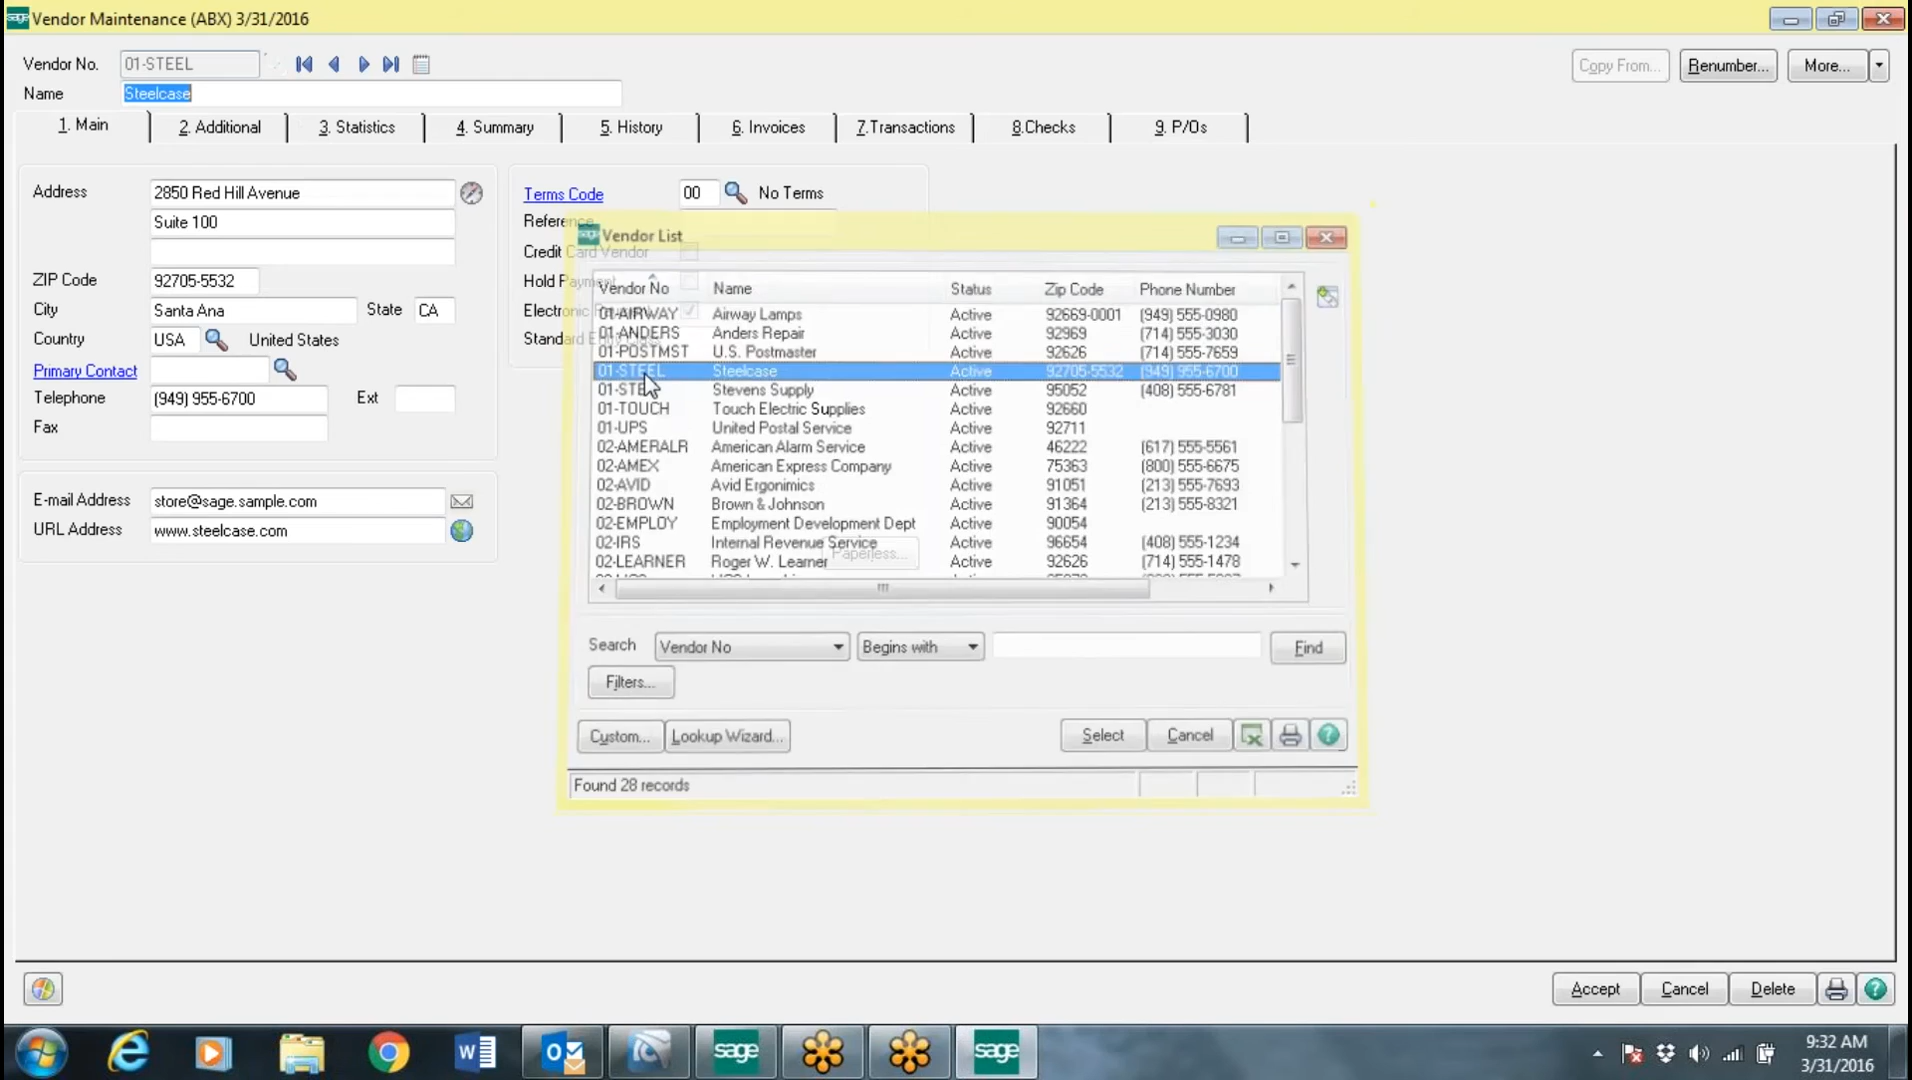 sage Vendor Maintenance (ABX) 3/31/2016
Vendor No. 01-STEEL Copy From... Renumber... More...
Name Steelcase
1. Main 2. Additional 3. Statistics 4. Summary 5. History 6. Invoices 7.Transactions 8.Checks 9. P/Os
Address 2850 Red Hill Avenue
Suite 100
ZIP Code 92705-5532
City Santa Ana State CA
Country USA United States
Primary Contact
Telephone (949) 955-6700 Ext
Fax
E-mail Address store@sage.sample.com
URL Address www.steelcase.com
Terms Code 00 No Terms
Reference
Credit Card Vendor
Hold Payment
Electronic
Standard
sage Vendor List
Vendor No Name Status Zip Code Phone Number
01-AIRWAY Airway Lamps Active 92669-0001 (949) 555-0980
01-ANDERS Anders Repair Active 92969 (714) 555-3030
01-POSTMST U.S. Postmaster Active 92626 (714) 555-7659
01-STEEL Steelcase Active 92705-5532 (949) 955-6700
Stevens Supply Active 95052 (408) 555-6781
01-TOUCH Touch Electric Supplies Active 92660
01-UPS United Postal Service Active 92711
02-AMERALR American Alarm Service Active 46222 (617) 555-5561
02-AMEX American Express Company Active 75363 (800) 555-6675
02-AVID Avid Ergonimics Active 91051 (213) 555-7693
02-BROWN Brown & Johnson Active 91364 (213) 555-8321
02-EMPLOY Employment Development Dept Active 90054
02-IRS Internal Revenue Service Active 96654 (408) 555-1234
02-LEARNER Roger W. Learner Active 92626 (714) 555-1478
Paperless...
Search Vendor No Begins with Find
Filters...
Custom... Lookup Wizard... Select Cancel
Found 28 records
Accept Cancel Delete
sage sage 9:32 AM
3/31/2016